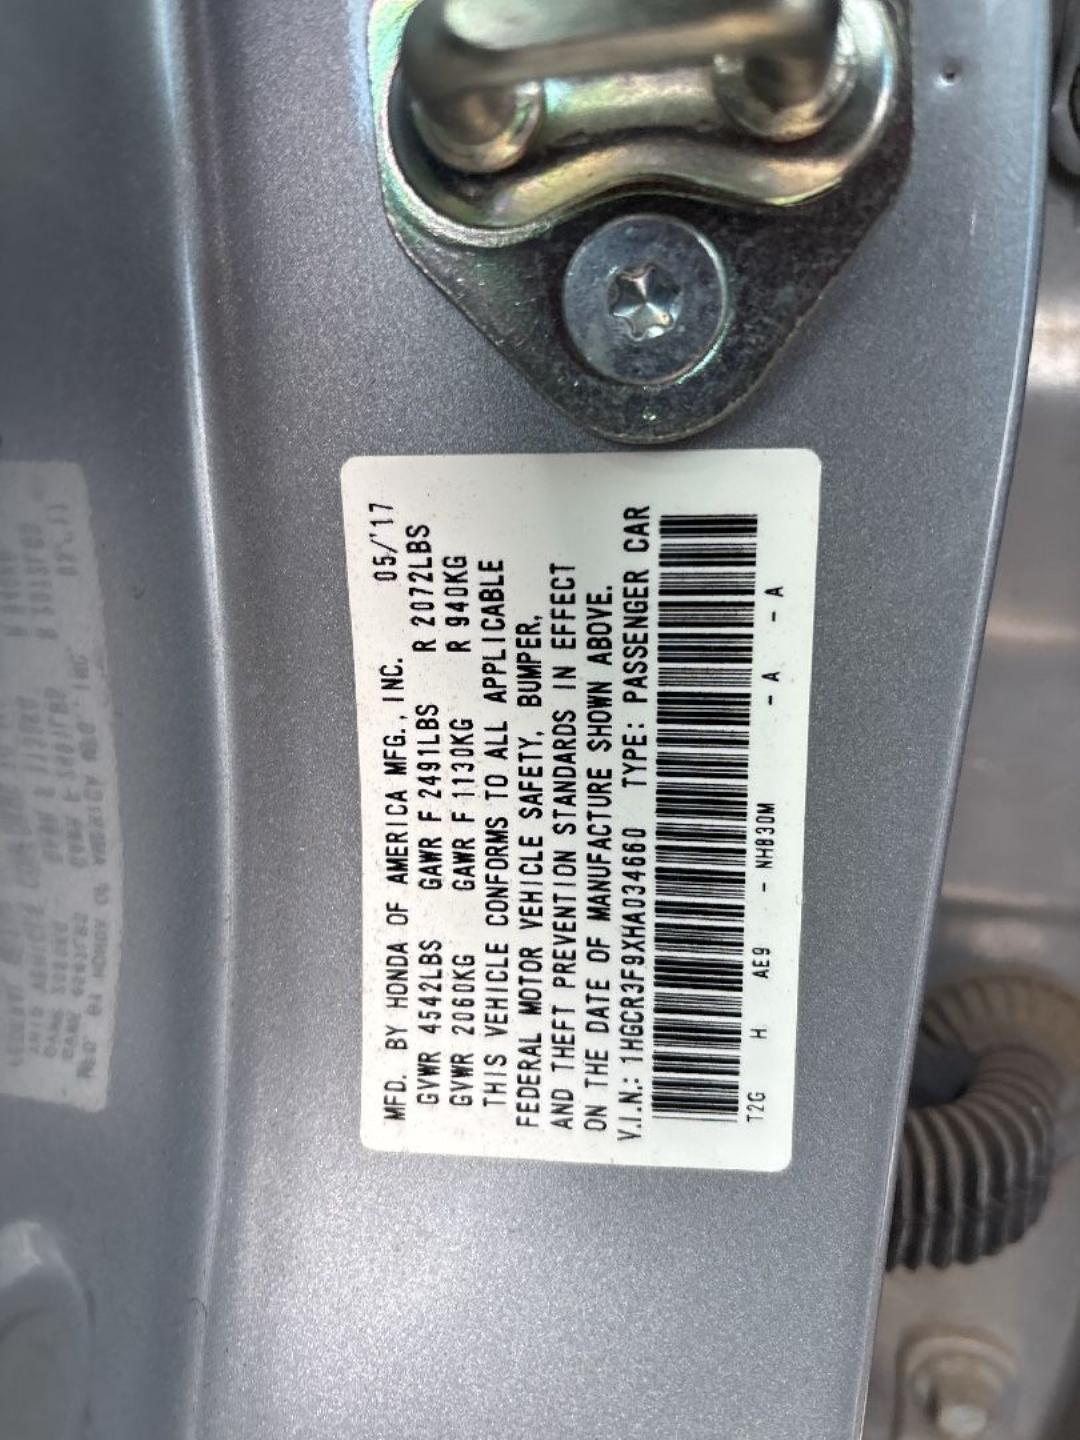 MFD. BY HONDA OF AMERICA MFG., INC. 05/'17
GVWR 4542LBS GAWR F 2491LBS R 2072LBS
GVWR 2060KG GAWR F 1130KG R 940KG
THIS VEHICLE CONFORMS TO ALL APPLICABLE
FEDERAL MOTOR VEHICLE SAFETY, BUMPER,
AND THEFT PREVENTION STANDARDS IN EFFECT
ON THE DATE OF MANUFACTURE SHOWN ABOVE.
V.I.N.: 1HGCR3F9XHA034660 TYPE: PASSENGER CAR
T2G H AE9 - NH830M - A - A